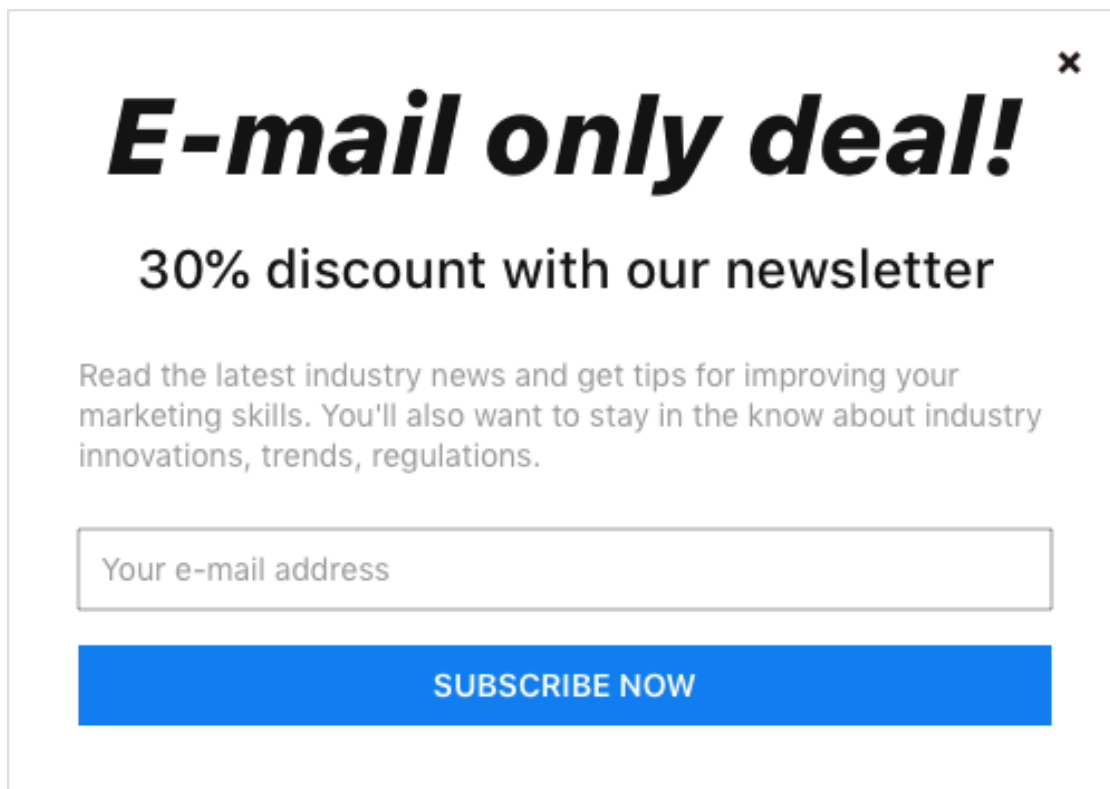 E-mail only deal!
30% discount with our newsletter
Read the latest industry news and get tips for improving your
marketing skills. You'll also want to stay in the know about industry
innovations, trends, regulations.
Your e-mail address
SUBSCRIBE NOW